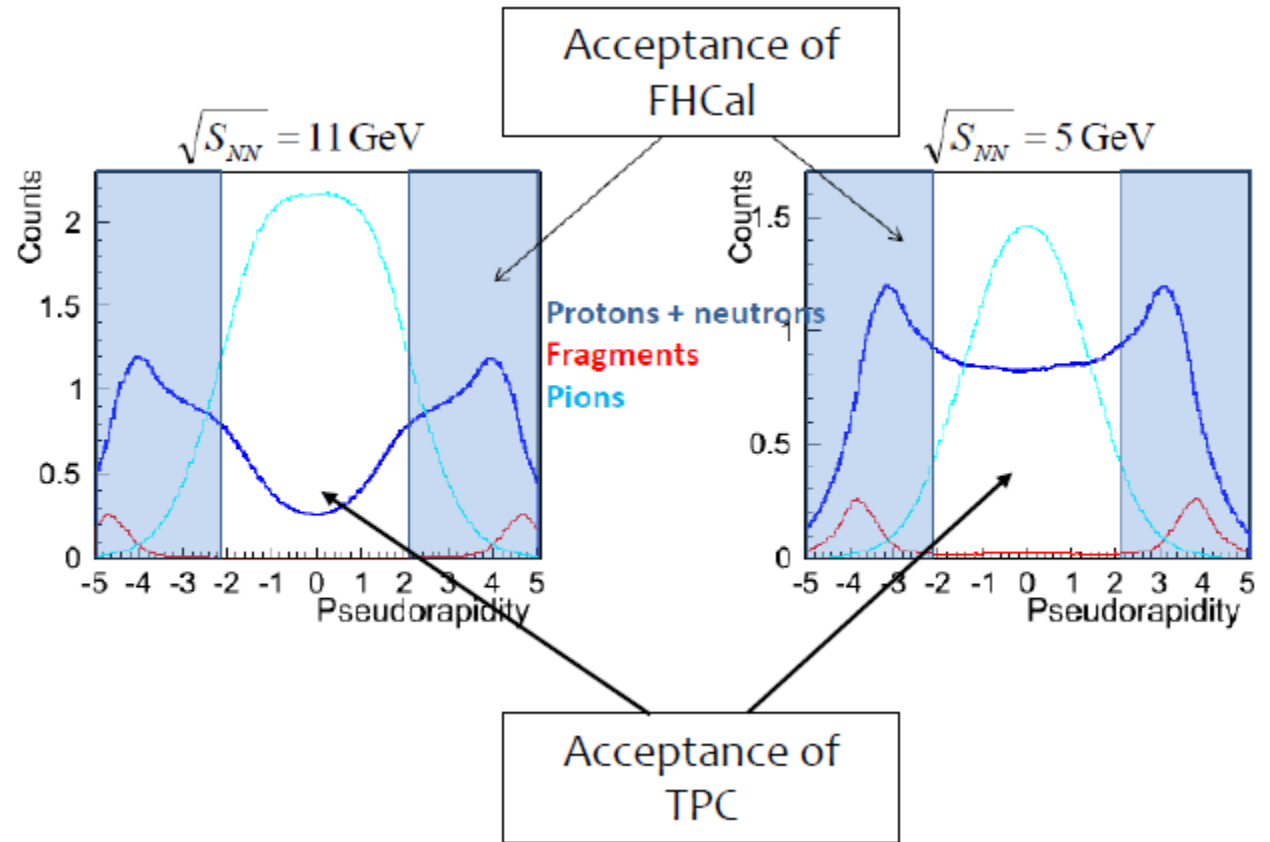 Acceptance of
FHCal
√S_NN = 11 GeV
√S_NN = 5 GeV
Counts
2
1.5
1
0.5
0
-5 -4 -3 -2 -1 0 1 2 3 4 5
Pseudorapidity
Protons + neutrons
Fragments
Pions
Counts
1.5
1
0.5
0
-5 -4 -3 -2 -1 0 1 2 3 4 5
Pseudorapidity
Acceptance of
TPC